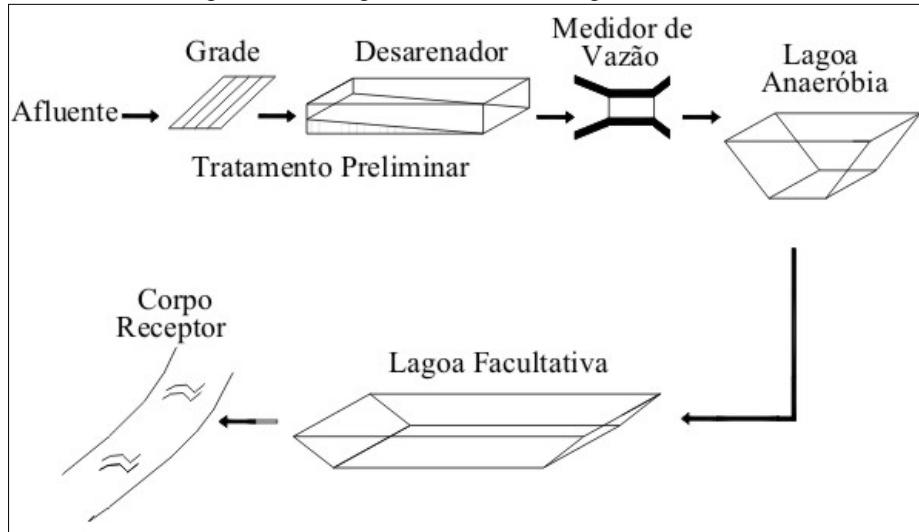 Grade
Desarenador
Medidor de
Vazão
Lagoa
Anaeróbia
Afluente
Tratamento Preliminar
Corpo
Receptor
Lagoa Facultativa